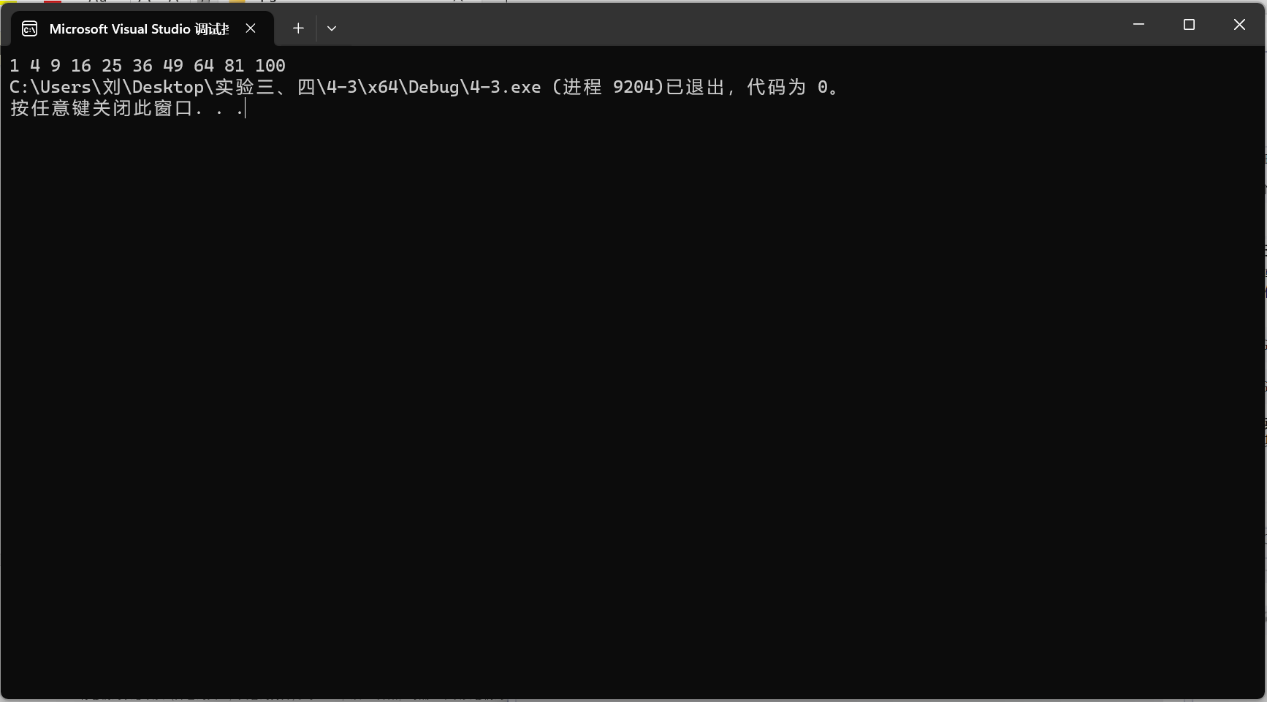 Microsoft Visual Studio 调试控
1 4 9 16 25 36 49 64 81 100
C:\Users\刘\Desktop\实验三、四\4-3\x64\Debug\4-3.exe (进程 9204)已退出，代码为 0。
按任意键关闭此窗口. . .